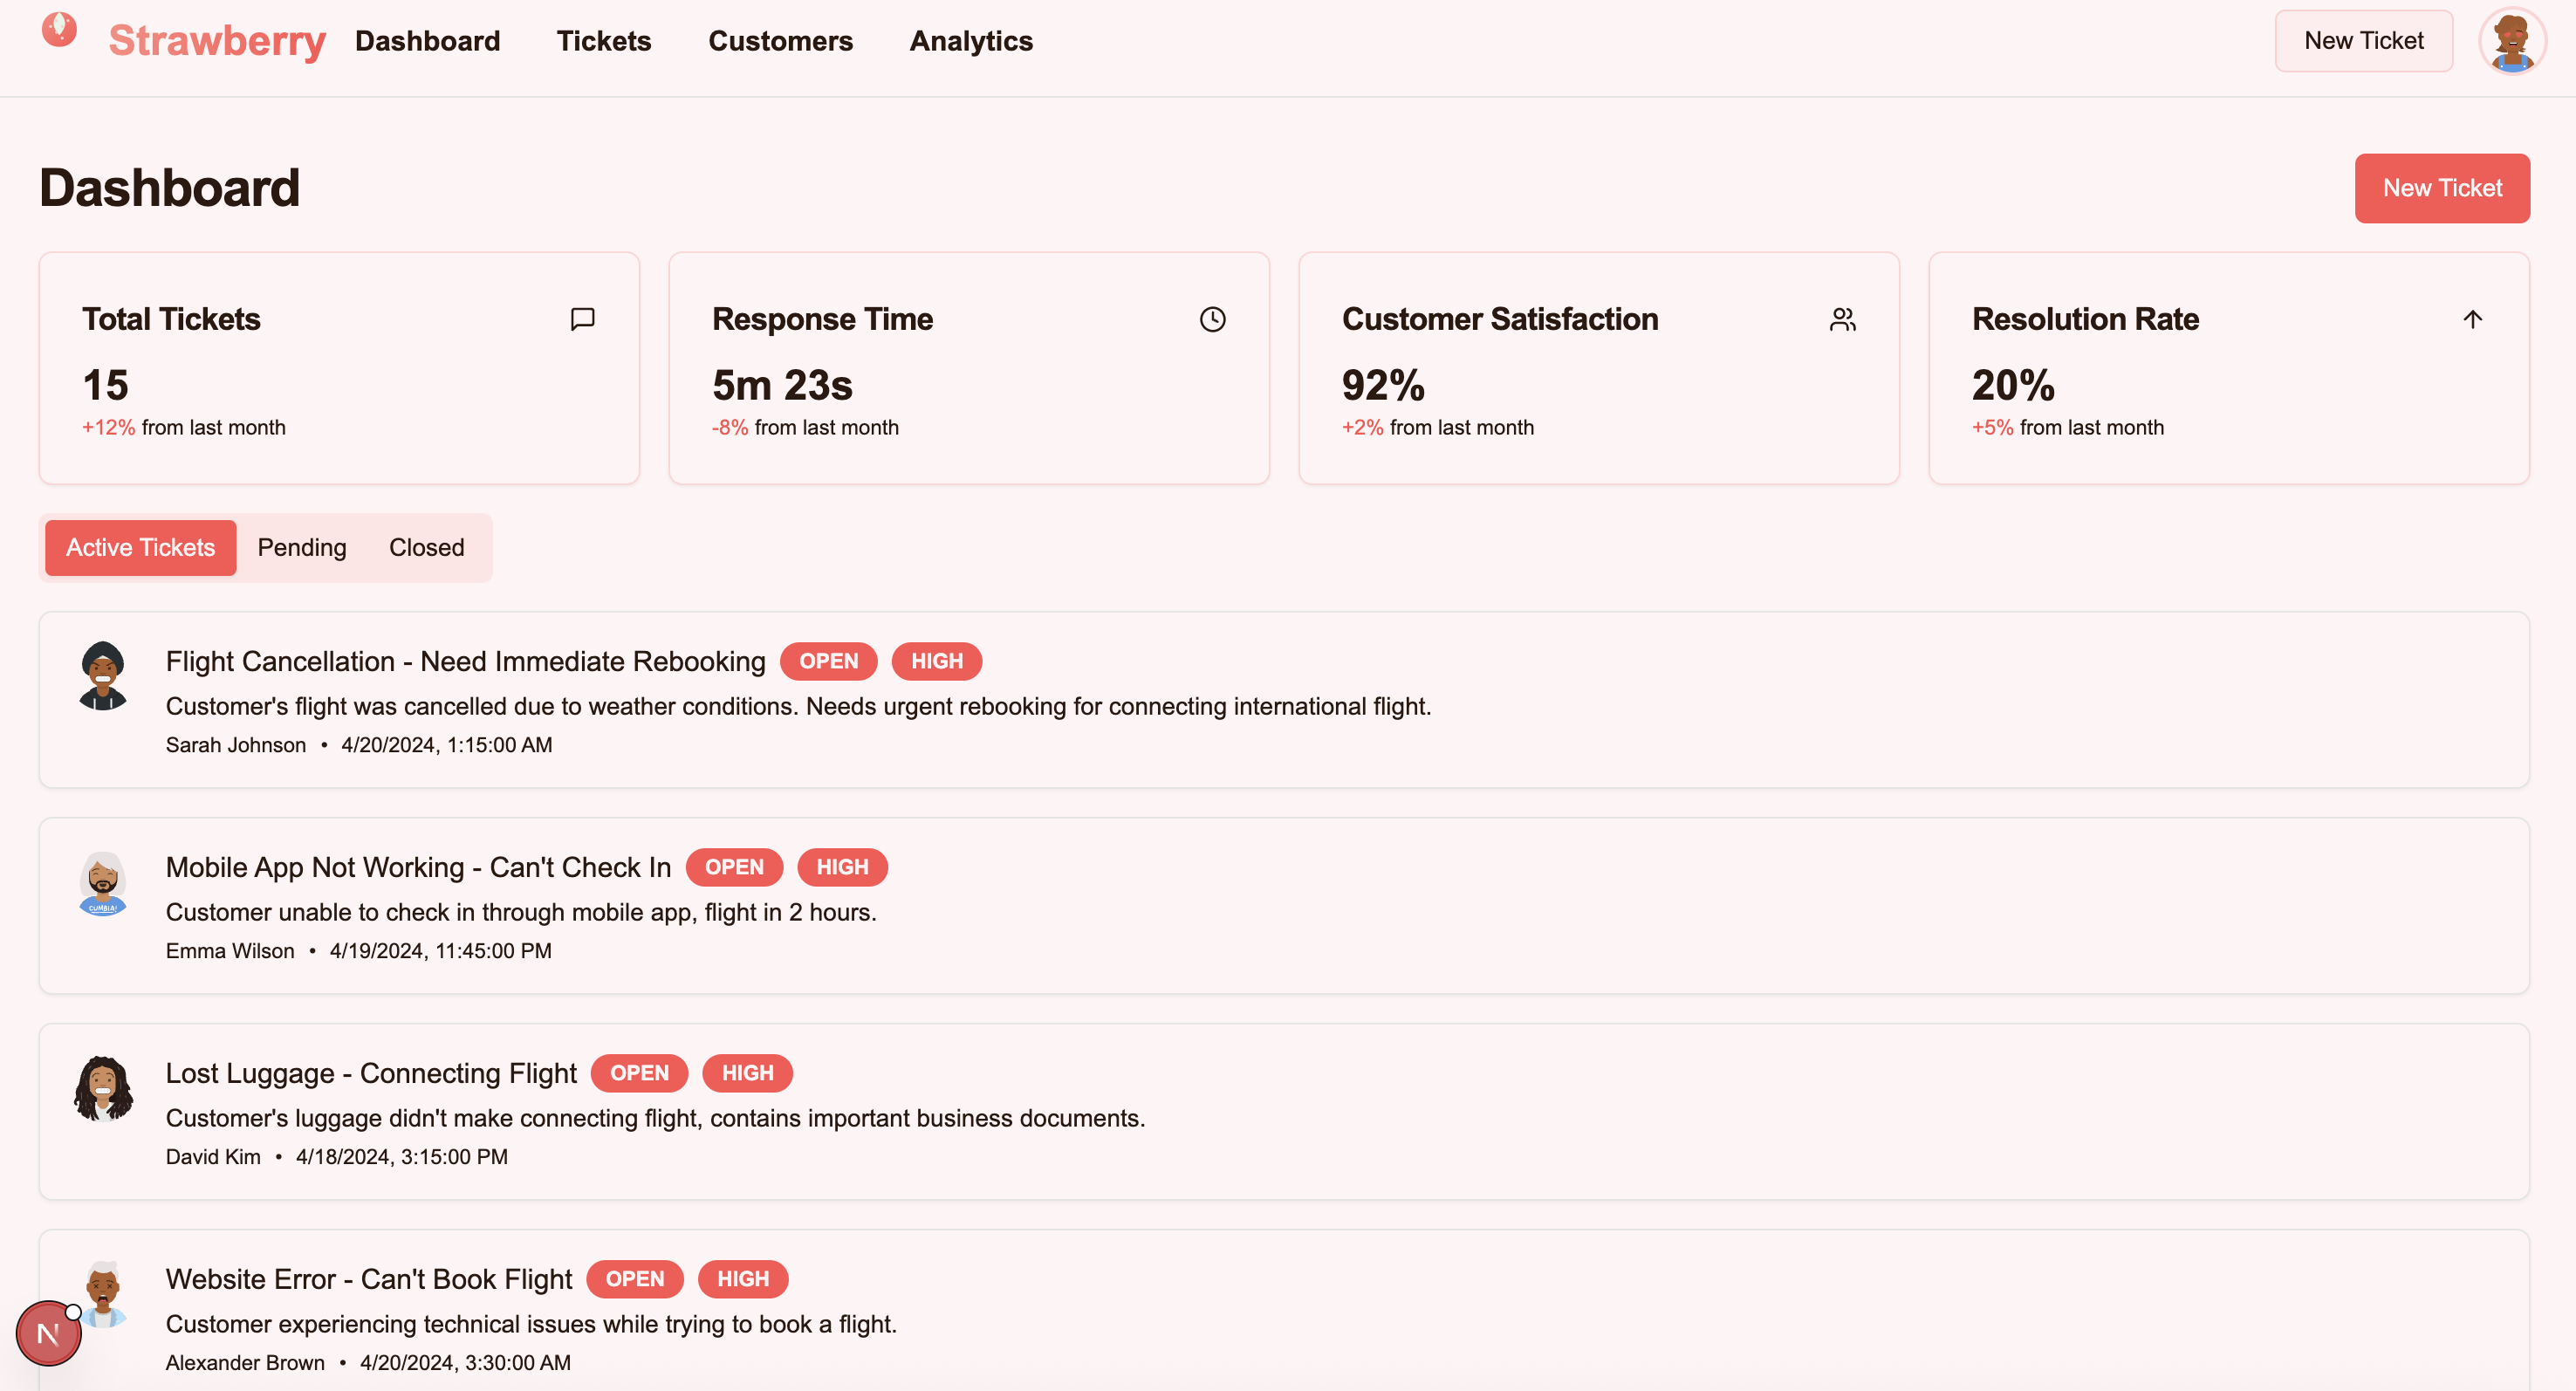 Strawberry Dashboard Tickets Customers Analytics New Ticket
Dashboard New Ticket
Total Tickets
15
+12% from last month
Response Time
5m 23s
-8% from last month
Customer Satisfaction
92%
+2% from last month
Resolution Rate
20%
+5% from last month
Active Tickets Pending Closed
Flight Cancellation - Need Immediate Rebooking OPEN HIGH
Customer's flight was cancelled due to weather conditions. Needs urgent rebooking for connecting international flight.
Sarah Johnson • 4/20/2024, 1:15:00 AM
Mobile App Not Working - Can't Check In OPEN HIGH
CUMBIA!
Customer unable to check in through mobile app, flight in 2 hours.
Emma Wilson • 4/19/2024, 11:45:00 PM
Lost Luggage - Connecting Flight OPEN HIGH
Customer's luggage didn't make connecting flight, contains important business documents.
David Kim • 4/18/2024, 3:15:00 PM
Website Error - Can't Book Flight OPEN HIGH
Customer experiencing technical issues while trying to book a flight.
N
Alexander Brown • 4/20/2024, 3:30:00 AM